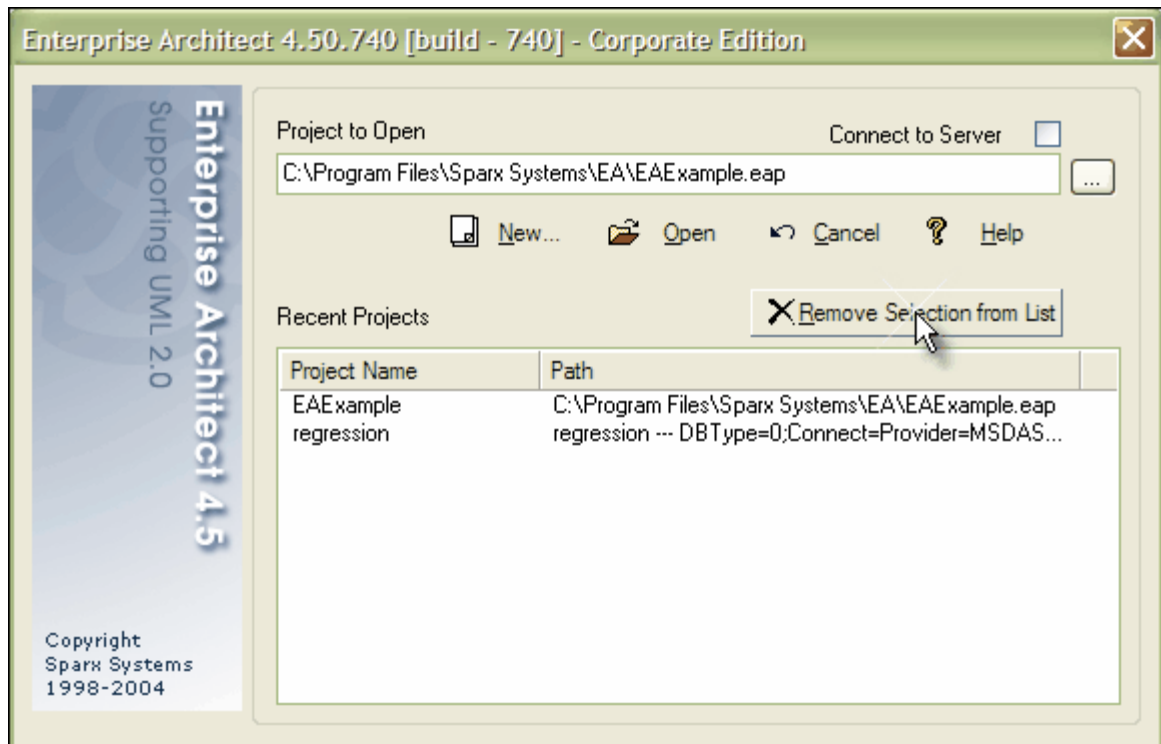 Enterprise Architect 4.50.740 [build - 740] - Corporate Edition
Enterprise Architect 4.5
Supporting UML 2.0
Copyright
Sparx Systems
1998-2004
Project to Open
Connect to Server
C:\Program Files\Sparx Systems\EA\EAExample.eap
...
New... Open Cancel Help
Recent Projects
Remove Selection from List
Project Name Path
EAExample C:\Program Files\Sparx Systems\EA\EAExample.eap
regression regression --- DBType=0;Connect=Provider=MSDAS...